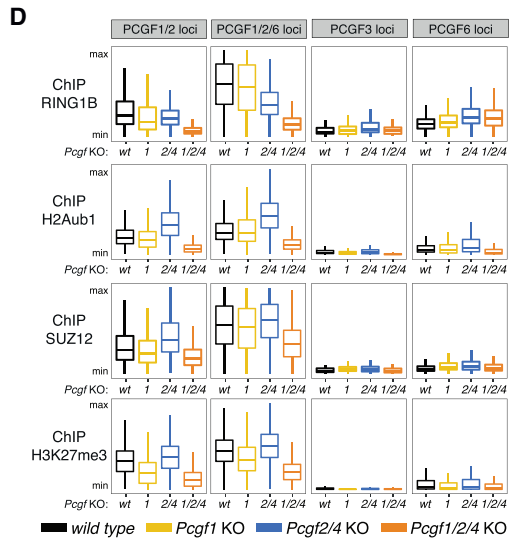 D
PCGF1/2 loci PCGF1/2/6 loci PCGF3 loci PCGF6 loci
max
ChIP
RING1B
min
Pcgf KO: wt 1 2/4 1/2/4 wt 1 2/4 1/2/4 wt 1 2/4 1/2/4 wt 1 2/4 1/2/4
max
ChIP
H2Aub1
min
Pcgf KO: wt 1 2/4 1/2/4 wt 1 2/4 1/2/4 wt 1 2/4 1/2/4 wt 1 2/4 1/2/4
max
ChIP
SUZ12
min
Pcgf KO: wt 1 2/4 1/2/4 wt 1 2/4 1/2/4 wt 1 2/4 1/2/4 wt 1 2/4 1/2/4
max
ChIP
H3K27me3
min
Pcgf KO: wt 1 2/4 1/2/4 wt 1 2/4 1/2/4 wt 1 2/4 1/2/4 wt 1 2/4 1/2/4
wild type Pcgf1 KO Pcgf2/4 KO Pcgf1/2/4 KO